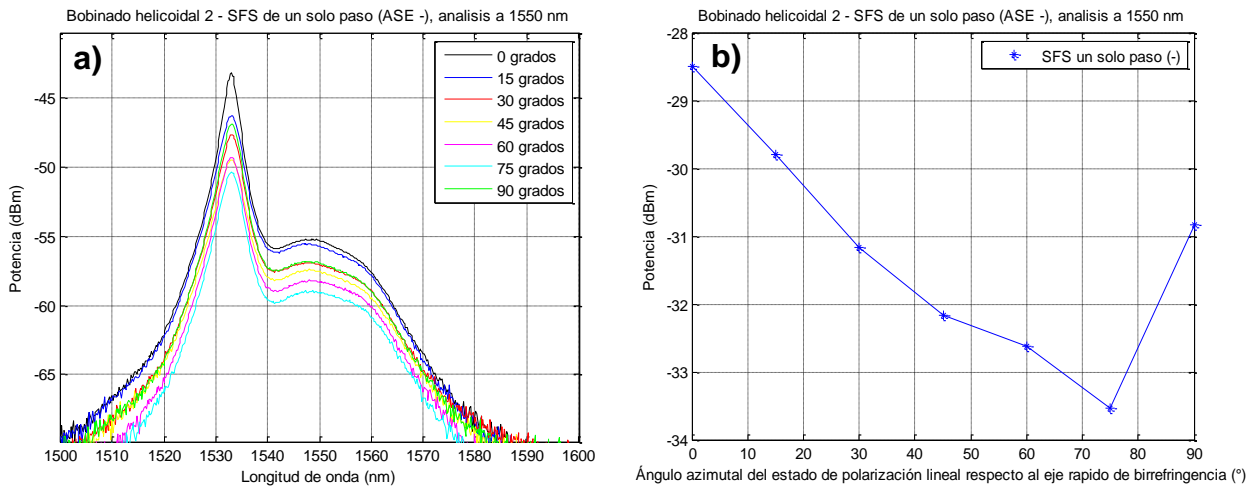 Bobinado helicoidal 2 - SFS de un solo paso (ASE -), analisis a 1550 nm
a)
0 grados
15 grados
30 grados
45 grados
60 grados
75 grados
90 grados
-45
-50
-55
-60
-65
Potencia (dBm)
1500 1510 1520 1530 1540 1550 1560 1570 1580 1590 1600
Longitud de onda (nm)
Bobinado helicoidal 2 - SFS de un solo paso (ASE -), analisis a 1550 nm
b)
SFS un solo paso (-)
-28
-29
-30
-31
-32
-33
-34
Potencia (dBm)
0 10 20 30 40 50 60 70 80 90
Ángulo azimutal del estado de polarización lineal respecto al eje rapido de birrefringencia (°)